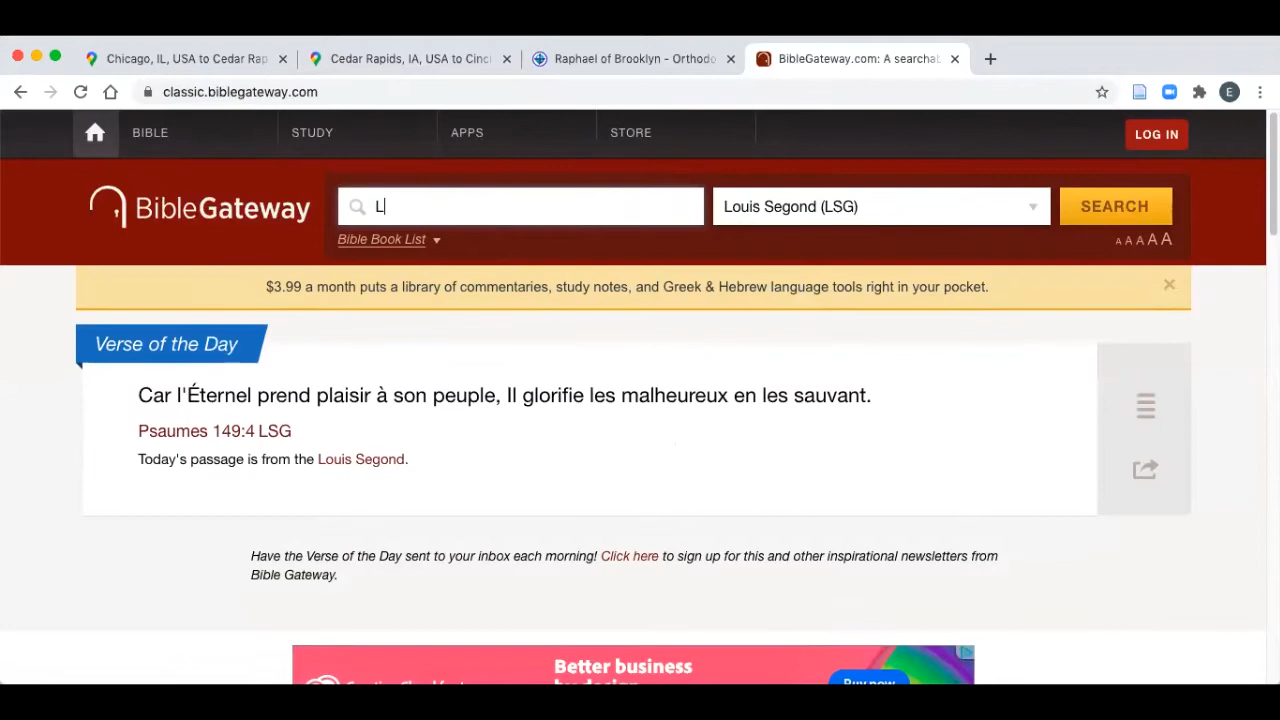 Chicago, IL, USA to Cedar Rap
Cedar Rapids, IA, USA to Cinc
Raphael of Brooklyn - Orthodo
BibleGateway.com: A searchab
classic.biblegateway.com
E
BIBLE
STUDY
APPS
STORE
LOG IN
BibleGateway
L
Louis Segond (LSG)
SEARCH
Bible Book List
A A A A A
$3.99 a month puts a library of commentaries, study notes, and Greek & Hebrew language tools right in your pocket.
Verse of the Day
Car l'Éternel prend plaisir à son peuple, Il glorifie les malheureux en les sauvant.
Psaumes 149:4 LSG
Today's passage is from the Louis Segond.
Have the Verse of the Day sent to your inbox each morning! Click here to sign up for this and other inspirational newsletters from
Bible Gateway.
Better business
Buy now